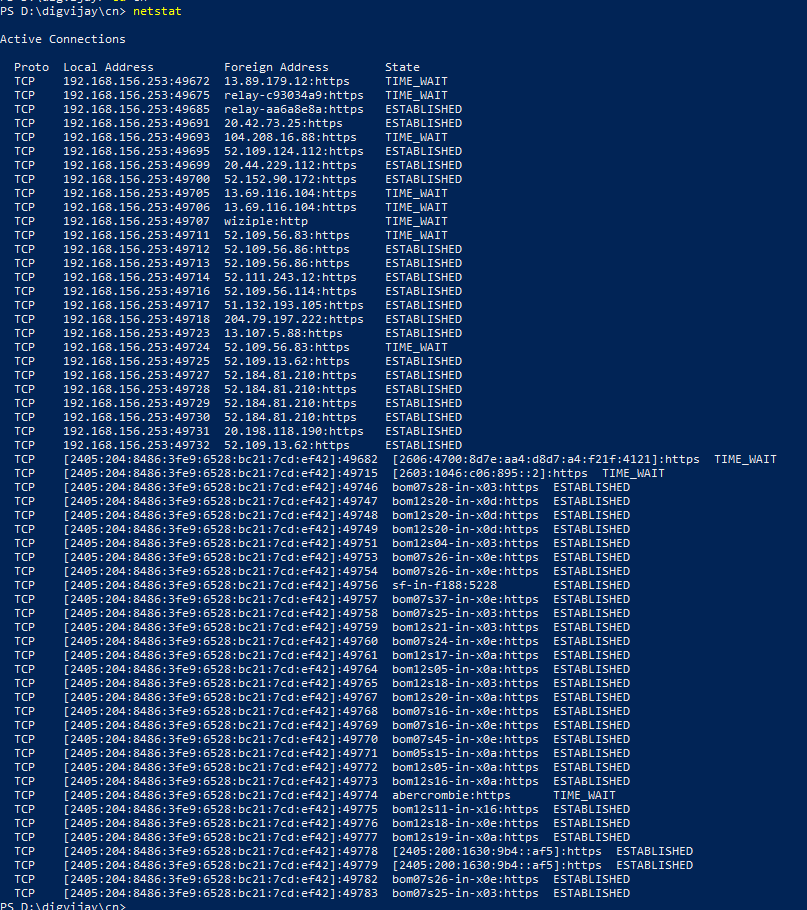 PS D:\digvijay\cn> netstat
Active Connections
Proto  Local Address          Foreign Address        State
TCP    192.168.156.253:49672  13.89.179.12:https     TIME_WAIT
TCP    192.168.156.253:49675  relay-c93034a9:https   TIME_WAIT
TCP    192.168.156.253:49685  relay-aa6a8e8a:https   ESTABLISHED
TCP    192.168.156.253:49691  20.42.73.25:https      ESTABLISHED
TCP    192.168.156.253:49693  104.208.16.88:https    TIME_WAIT
TCP    192.168.156.253:49695  52.109.124.112:https   ESTABLISHED
TCP    192.168.156.253:49699  20.44.229.112:https    ESTABLISHED
TCP    192.168.156.253:49700  52.152.90.172:https    ESTABLISHED
TCP    192.168.156.253:49705  13.69.116.104:https    TIME_WAIT
TCP    192.168.156.253:49706  13.69.116.104:https    TIME_WAIT
TCP    192.168.156.253:49707  wiziple:http           TIME_WAIT
TCP    192.168.156.253:49711  52.109.56.83:https     TIME_WAIT
TCP    192.168.156.253:49712  52.109.56.86:https     ESTABLISHED
TCP    192.168.156.253:49713  52.109.56.86:https     ESTABLISHED
TCP    192.168.156.253:49714  52.111.243.12:https    ESTABLISHED
TCP    192.168.156.253:49716  52.109.56.114:https    ESTABLISHED
TCP    192.168.156.253:49717  51.132.193.105:https   ESTABLISHED
TCP    192.168.156.253:49718  204.79.197.222:https   ESTABLISHED
TCP    192.168.156.253:49723  13.107.5.88:https      ESTABLISHED
TCP    192.168.156.253:49724  52.109.56.83:https     TIME_WAIT
TCP    192.168.156.253:49725  52.109.13.62:https     ESTABLISHED
TCP    192.168.156.253:49727  52.184.81.210:https    ESTABLISHED
TCP    192.168.156.253:49728  52.184.81.210:https    ESTABLISHED
TCP    192.168.156.253:49729  52.184.81.210:https    ESTABLISHED
TCP    192.168.156.253:49730  52.184.81.210:https    ESTABLISHED
TCP    192.168.156.253:49731  20.198.118.190:https   ESTABLISHED
TCP    192.168.156.253:49732  52.109.13.62:https     ESTABLISHED
TCP    [2405:204:8486:3fe9:6528:bc21:7cd:ef42]:49682  [2606:4700:8d7e:aa4:d8d7:a4:f21f:4121]:https  TIME_WAIT
TCP    [2405:204:8486:3fe9:6528:bc21:7cd:ef42]:49715  [2603:1046:c06:895::2]:https  TIME_WAIT
TCP    [2405:204:8486:3fe9:6528:bc21:7cd:ef42]:49746  bom07s28-in-x03:https  ESTABLISHED
TCP    [2405:204:8486:3fe9:6528:bc21:7cd:ef42]:49747  bom12s20-in-x0d:https  ESTABLISHED
TCP    [2405:204:8486:3fe9:6528:bc21:7cd:ef42]:49748  bom12s20-in-x0d:https  ESTABLISHED
TCP    [2405:204:8486:3fe9:6528:bc21:7cd:ef42]:49749  bom12s20-in-x0d:https  ESTABLISHED
TCP    [2405:204:8486:3fe9:6528:bc21:7cd:ef42]:49751  bom12s04-in-x03:https  ESTABLISHED
TCP    [2405:204:8486:3fe9:6528:bc21:7cd:ef42]:49753  bom07s26-in-x0e:https  ESTABLISHED
TCP    [2405:204:8486:3fe9:6528:bc21:7cd:ef42]:49754  bom07s26-in-x0e:https  ESTABLISHED
TCP    [2405:204:8486:3fe9:6528:bc21:7cd:ef42]:49756  sf-in-f188:5228        ESTABLISHED
TCP    [2405:204:8486:3fe9:6528:bc21:7cd:ef42]:49757  bom07s37-in-x0e:https  ESTABLISHED
TCP    [2405:204:8486:3fe9:6528:bc21:7cd:ef42]:49758  bom07s25-in-x03:https  ESTABLISHED
TCP    [2405:204:8486:3fe9:6528:bc21:7cd:ef42]:49759  bom12s21-in-x03:https  ESTABLISHED
TCP    [2405:204:8486:3fe9:6528:bc21:7cd:ef42]:49760  bom07s24-in-x0e:https  ESTABLISHED
TCP    [2405:204:8486:3fe9:6528:bc21:7cd:ef42]:49761  bom12s17-in-x0a:https  ESTABLISHED
TCP    [2405:204:8486:3fe9:6528:bc21:7cd:ef42]:49764  bom12s05-in-x0a:https  ESTABLISHED
TCP    [2405:204:8486:3fe9:6528:bc21:7cd:ef42]:49765  bom12s18-in-x03:https  ESTABLISHED
TCP    [2405:204:8486:3fe9:6528:bc21:7cd:ef42]:49767  bom12s20-in-x0a:https  ESTABLISHED
TCP    [2405:204:8486:3fe9:6528:bc21:7cd:ef42]:49768  bom07s16-in-x0e:https  ESTABLISHED
TCP    [2405:204:8486:3fe9:6528:bc21:7cd:ef42]:49769  bom07s16-in-x0e:https  ESTABLISHED
TCP    [2405:204:8486:3fe9:6528:bc21:7cd:ef42]:49770  bom07s45-in-x0e:https  ESTABLISHED
TCP    [2405:204:8486:3fe9:6528:bc21:7cd:ef42]:49771  bom05s15-in-x0a:https  ESTABLISHED
TCP    [2405:204:8486:3fe9:6528:bc21:7cd:ef42]:49772  bom12s05-in-x0a:https  ESTABLISHED
TCP    [2405:204:8486:3fe9:6528:bc21:7cd:ef42]:49773  bom12s16-in-x0a:https  ESTABLISHED
TCP    [2405:204:8486:3fe9:6528:bc21:7cd:ef42]:49774  abercrombie:https      TIME_WAIT
TCP    [2405:204:8486:3fe9:6528:bc21:7cd:ef42]:49775  bom12s11-in-x16:https  ESTABLISHED
TCP    [2405:204:8486:3fe9:6528:bc21:7cd:ef42]:49776  bom12s18-in-x0e:https  ESTABLISHED
TCP    [2405:204:8486:3fe9:6528:bc21:7cd:ef42]:49777  bom12s19-in-x0a:https  ESTABLISHED
TCP    [2405:204:8486:3fe9:6528:bc21:7cd:ef42]:49778  [2405:200:1630:9b4::af5]:https  ESTABLISHED
TCP    [2405:204:8486:3fe9:6528:bc21:7cd:ef42]:49779  [2405:200:1630:9b4::af5]:https  ESTABLISHED
TCP    [2405:204:8486:3fe9:6528:bc21:7cd:ef42]:49782  bom07s26-in-x0e:https  ESTABLISHED
TCP    [2405:204:8486:3fe9:6528:bc21:7cd:ef42]:49783  bom07s25-in-x03:https  ESTABLISHED
PS D:\digvijay\cn>